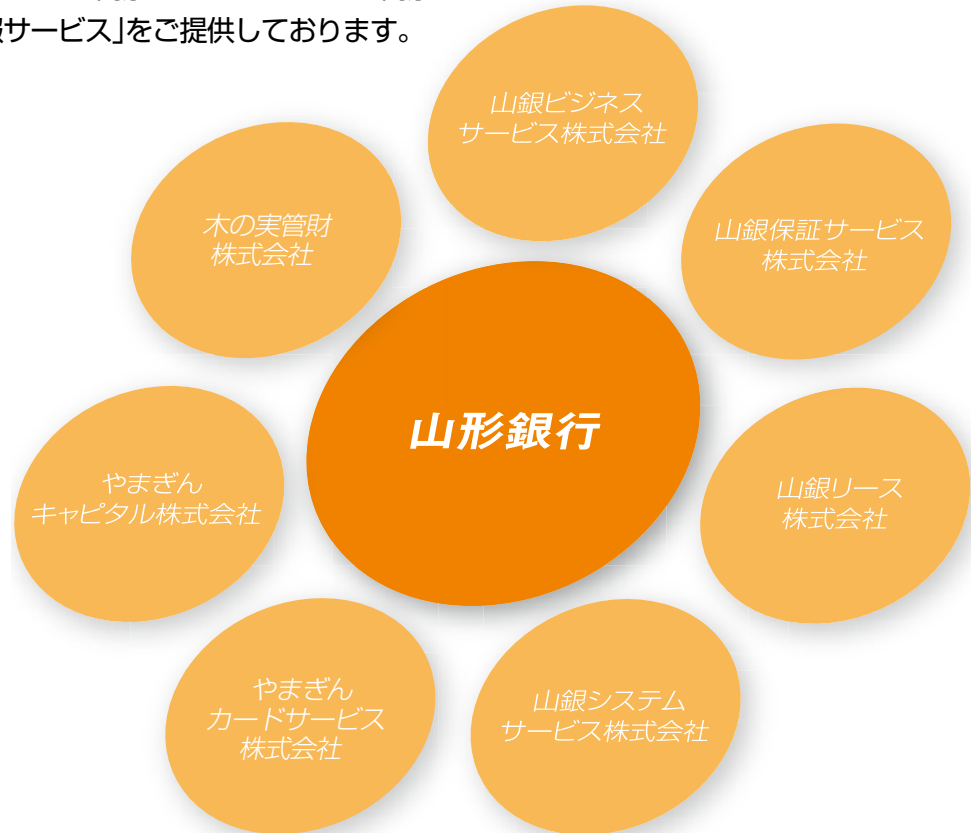 サービス」をご提供しております。
山銀ビジネス
サービス株式会社
木の実管財
株式会社
山銀保証サービス
株式会社
山形銀行
やまぎん
キャピタル株式会社
山銀リース
株式会社
やまぎん
カードサービス
株式会社
山銀システム
サービス株式会社